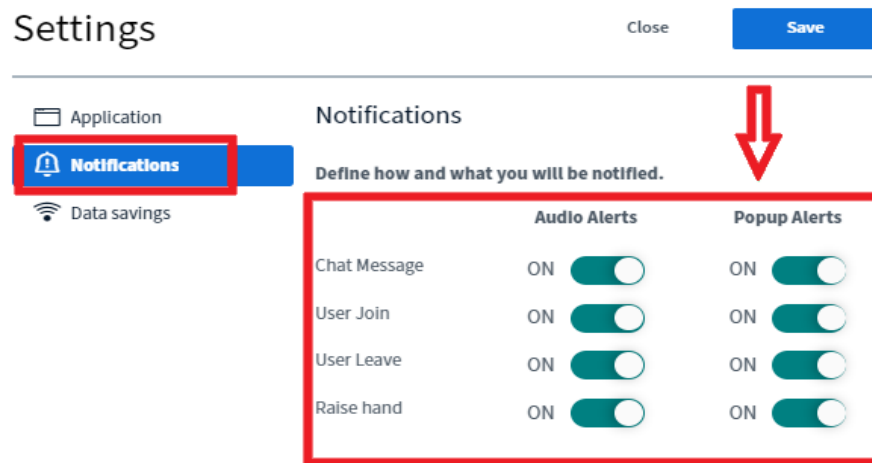 Settings
Close
Save
Application
Notifications
Data savings
Notifications
Define how and what you will be notified.
Audio Alerts Popup Alerts
Chat Message ON ON
User Join ON ON
User Leave ON ON
Raise hand ON ON